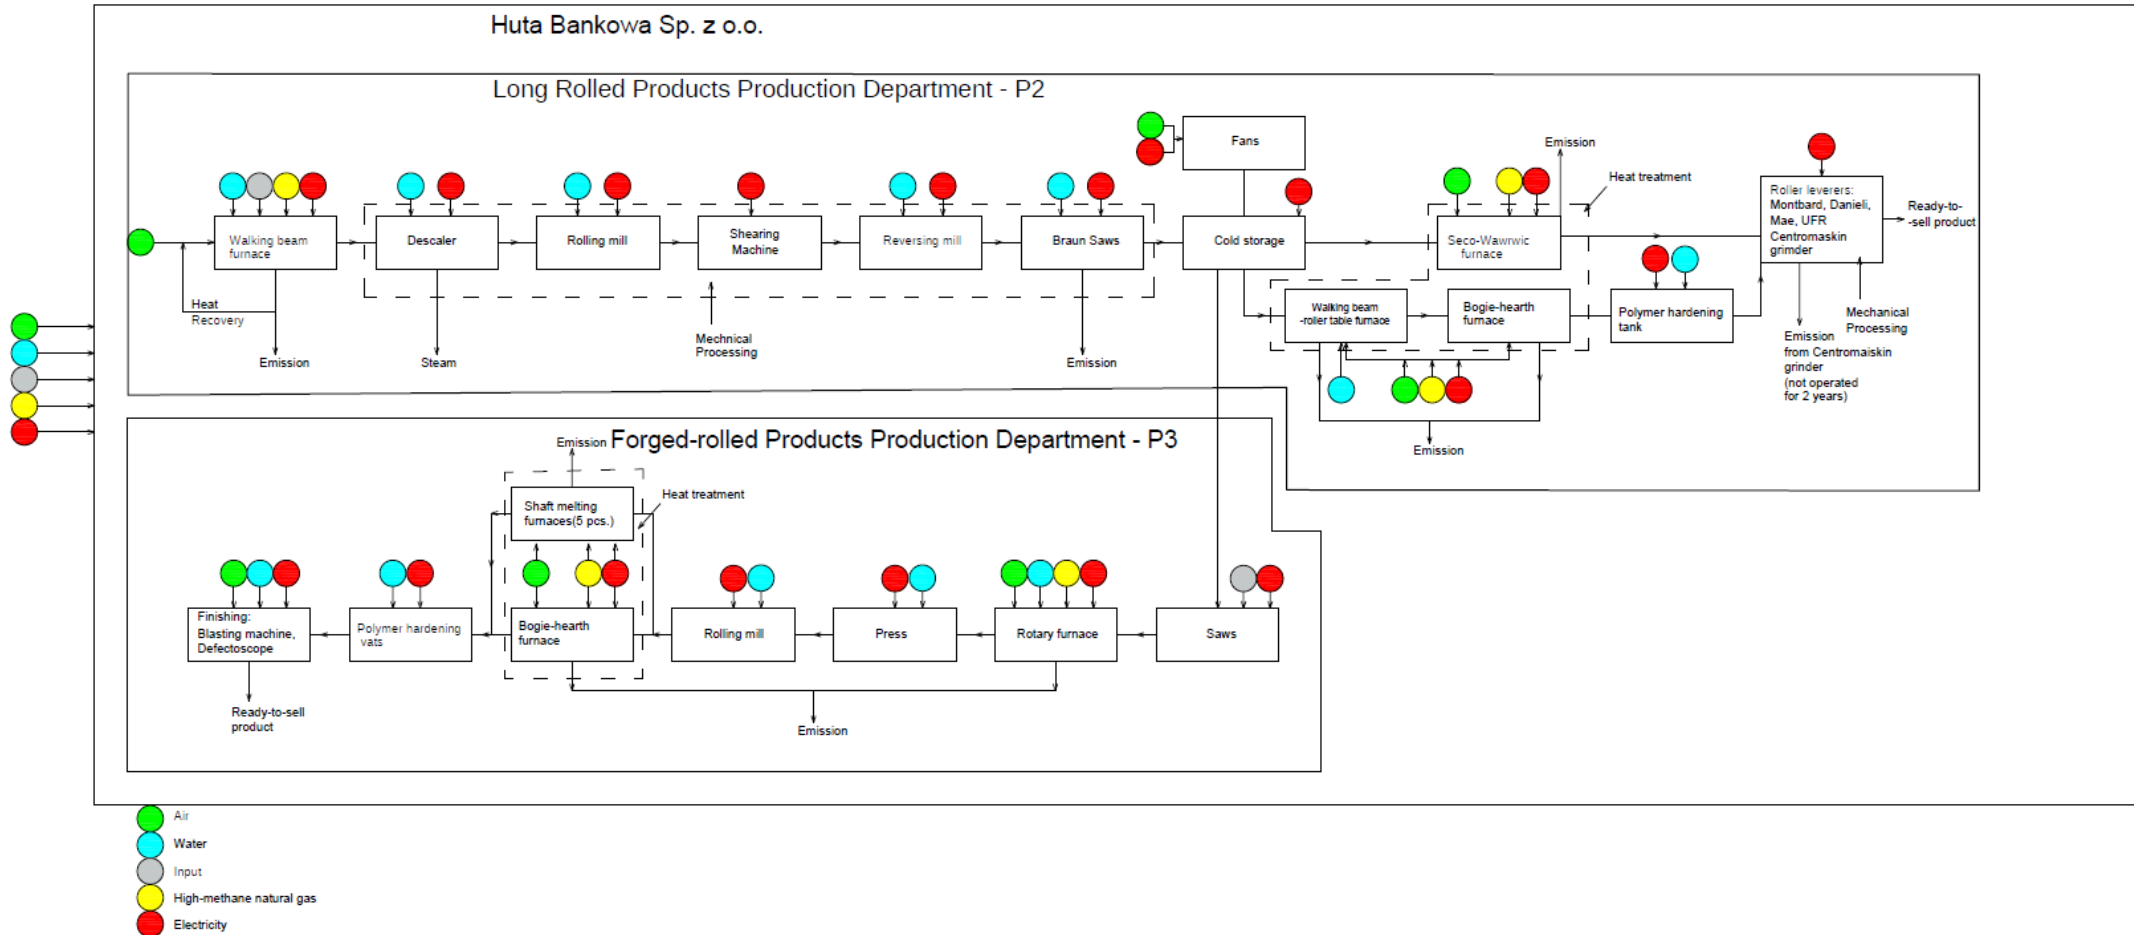 Huta Bankowa Sp. z o.o.
Long Rolled Products Production Department - P2
Fans
Emission
Heat treatment
Roller leverers:
Montbard, Danieli,
Mae, UFR
Centromaskin
grinder
Ready-to-
-sell product
Walking beam
furnace
Descaler
Rolling mill
Shearing
Machine
Reversing mill
Braun Saws
Cold storage
Seco-Wawrwic
furnace
Heat
Recovery
Walking beam
-roller table furnace
Bogie-hearth
furnace
Polymer hardening
tank
Mechanical
Processing
Emission
Steam
Mechnical
Processing
Emission
Emission
from Centromaiskin
grinder
(not operated
for 2 years)
Emission
Forged-rolled Products Production Department - P3
Emission
Shaft melting
furnaces(5 pcs.)
Heat treatment
Finishing:
Blasting machine,
Defectoscope
Polymer hardening
vats
Bogie-hearth
furnace
Rolling mill
Press
Rotary furnace
Saws
Ready-to-sell
product
Emission
Air
Water
Input
High-methane natural gas
Electricity